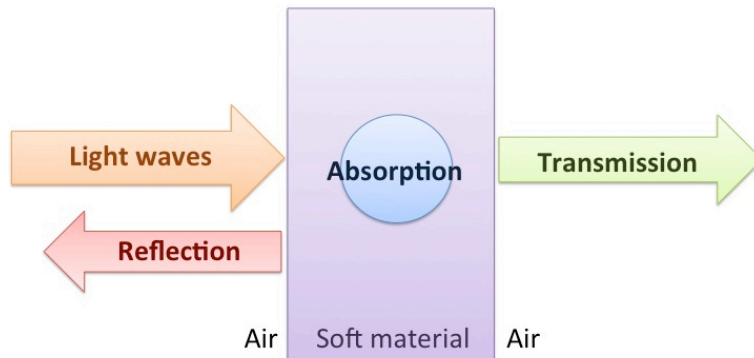 Light waves
Absorption
Transmission
Reflection
Air
Soft material
Air